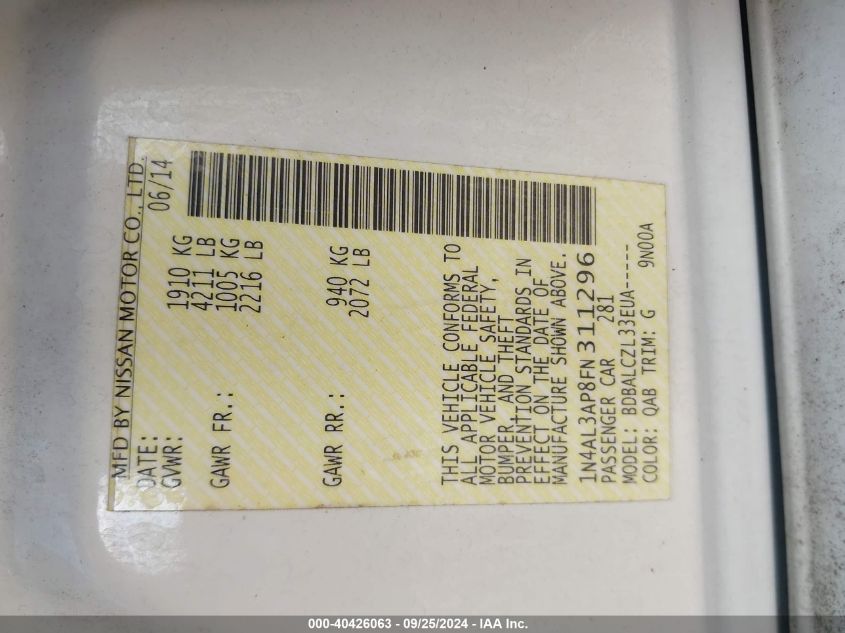 MFD BY NISSAN MOTOR CO., LTD.
DATE: 06/14
GVWR: 1910 KG
4211 LB
GAWR FR.: 1005 KG
2216 LB
GAWR RR.: 940 KG
2072 LB
THIS VEHICLE CONFORMS TO
ALL APPLICABLE FEDERAL
MOTOR VEHICLE SAFETY,
BUMPER, AND THEFT
PREVENTION STANDARDS IN
EFFECT ON THE DATE OF
MANUFACTURE SHOWN ABOVE.
1N4AL3AP8FN311296
PASSENGER CAR 281
MODEL: BDBALCZL33EUA-----
COLOR: QAB TRIM: G 9N00A
000-40426063 - 09/25/2024 - IAA Inc.